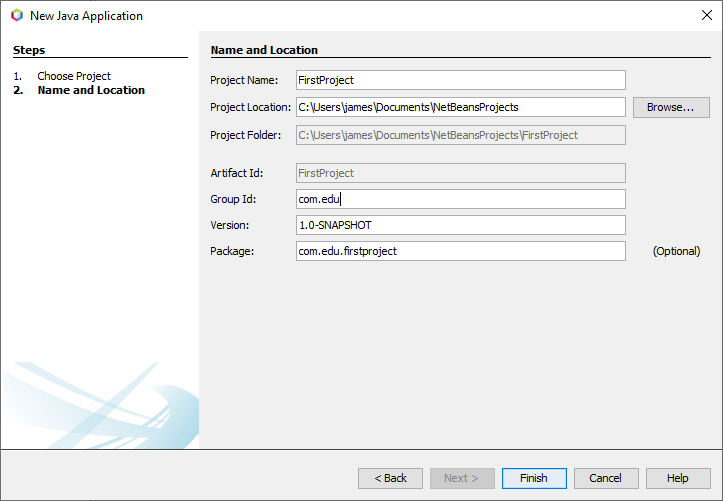 New Java Application
Steps
1. Choose Project
2. Name and Location
Name and Location
Project Name: FirstProject
Project Location: C:\Users\james\Documents\NetBeansProjects Browse...
Project Folder: C:\Users\james\Documents\NetBeansProjects\FirstProject
Artifact Id: FirstProject
Group Id: com.edu
Version: 1.0-SNAPSHOT
Package: com.edu.firstproject (Optional)
< Back Next > Finish Cancel Help